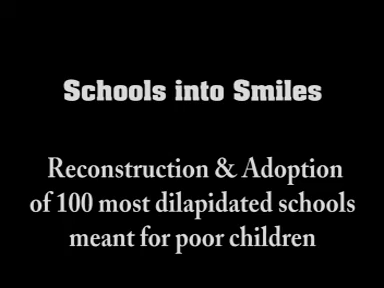 Schools into Smiles
Reconstruction & Adoption
of 100 most dilapidated schools
meant for poor children